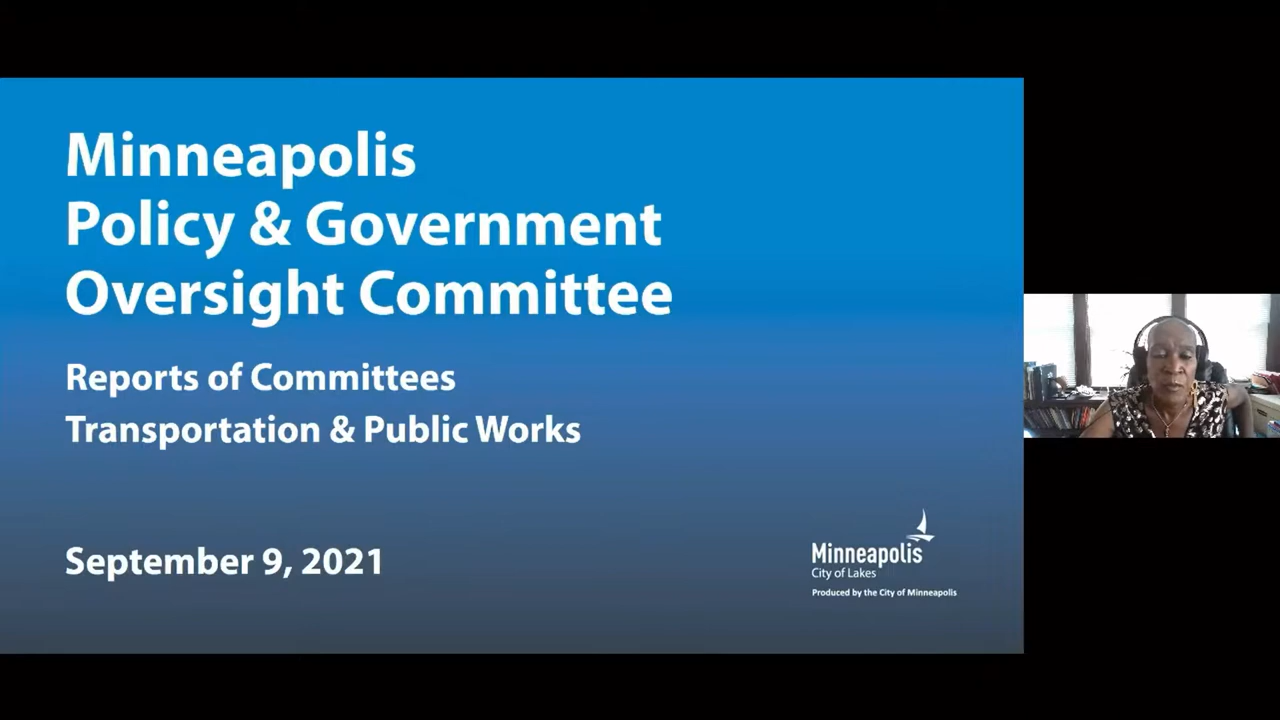 Minneapolis
Policy & Government
Oversight Committee
Reports of Committees
Transportation & Public Works
September 9, 2021
Minneapolis
City of Lakes
Produced by the City of Minneapolis